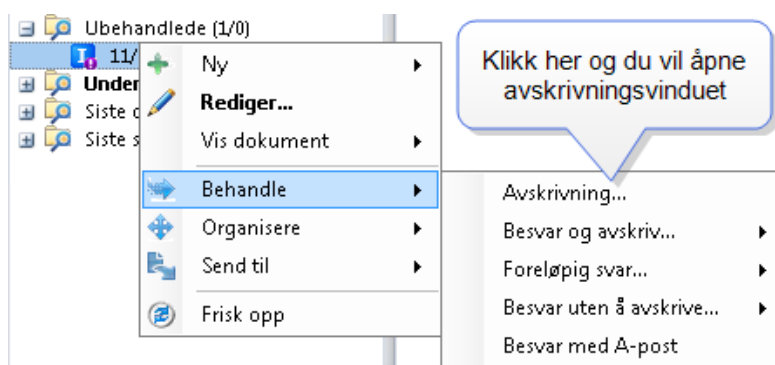 Ubehandlede (1/0)
11/
Under
Siste
Siste s
Ny
Rediger...
Vis dokument
Behandle
Organisere
Send til
Frisk opp
Klikk her og du vil åpne
avskrivningsvinduet
Avskrivning...
Besvar og avskriv...
Foreløpig svar...
Besvar uten å avskrive...
Besvar med A-post